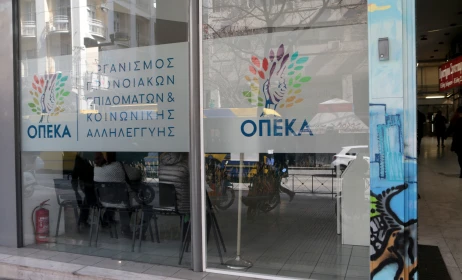 ΟΠΕΚΑ
ΟΡΓΑΝΙΣΜΟΣ
ΠΡΟΝΟΙΑΚΩΝ
ΕΠΙΔΟΜΑΤΩΝ &
ΚΟΙΝΩΝΙΚΗΣ
ΑΛΛΗΛΕΓΓΥΗΣ
ΟΠΕΚΑ